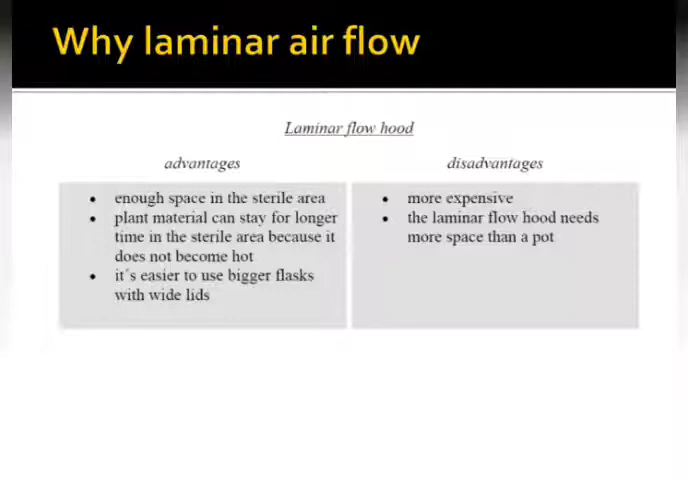 Why laminar air flow
Laminar flow hood
advantages
disadvantages
• enough space in the sterile area
• plant material can stay for longer
time in the sterile area because it
does not become hot
• it´s easier to use bigger flasks
with wide lids
• more expensive
• the laminar flow hood needs
more space than a pot